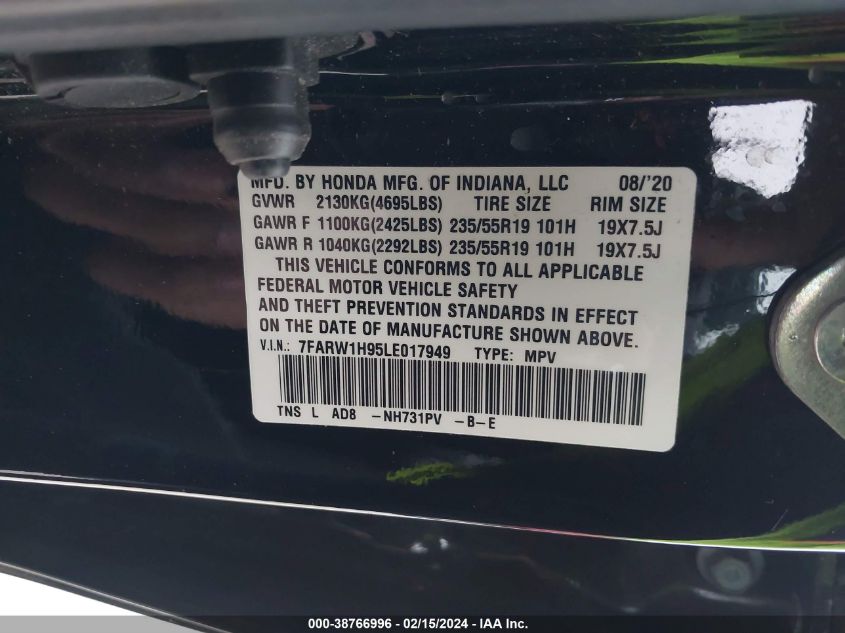 MFD. BY HONDA MFG. OF INDIANA, LLC 08/'20
GVWR 2130KG(4695LBS) TIRE SIZE RIM SIZE
GAWR F 1100KG(2425LBS) 235/55R19 101H 19X7.5J
GAWR R 1040KG(2292LBS) 235/55R19 101H 19X7.5J
THIS VEHICLE CONFORMS TO ALL APPLICABLE
FEDERAL MOTOR VEHICLE SAFETY
AND THEFT PREVENTION STANDARDS IN EFFECT
ON THE DATE OF MANUFACTURE SHOWN ABOVE.
V.I.N.: 7FARW1H95LE017949 TYPE: MPV
TNS L AD8 -NH731PV -B-E
000-38766996 - 02/15/2024 - IAA Inc.